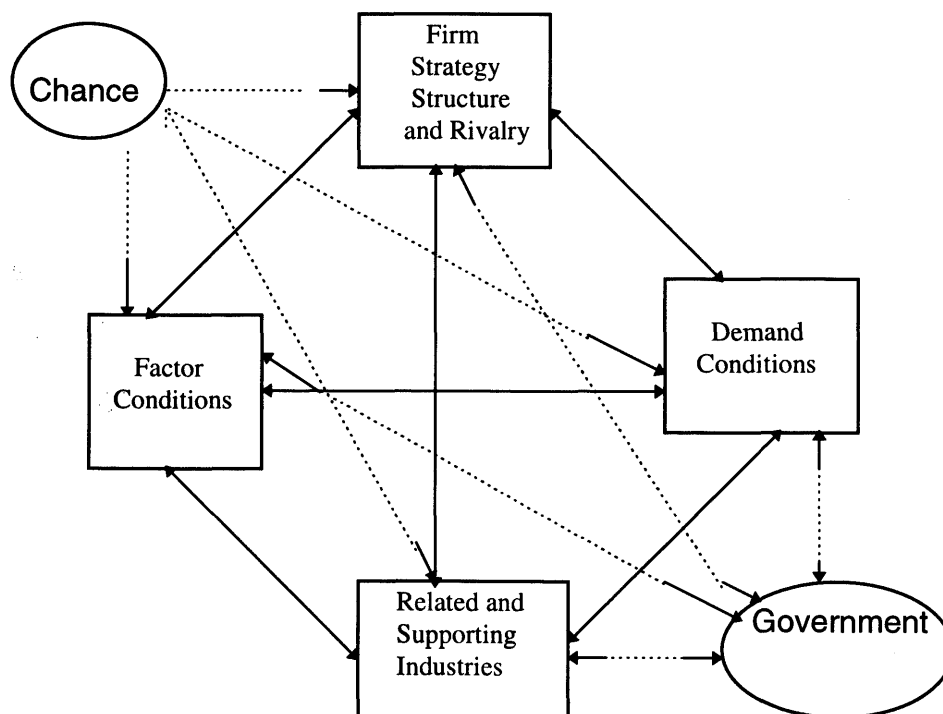 Firm
Strategy
Structure
and Rivalry
Chance
Demand
Conditions
Factor
Conditions
Related and
Supporting
Industries
Government